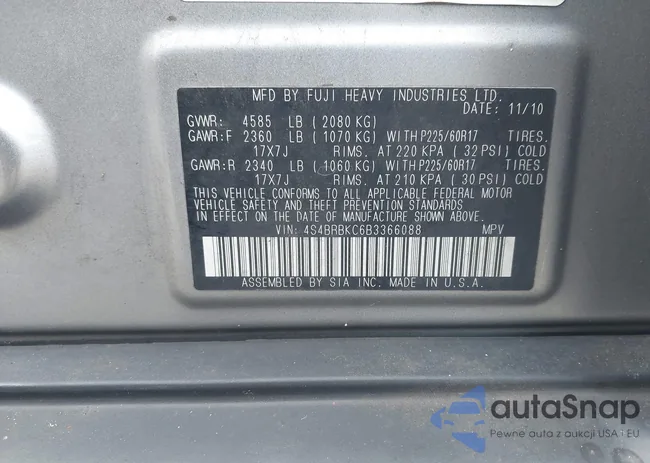 MFD BY FUJI HEAVY INDUSTRIES LTD.
DATE: 11/10
GVWR: 4585 LB ( 2080 KG)
GAWR:F 2360 LB ( 1070 KG) WITH P225/60R17 TIRES.
17X7J RIMS. AT 220 KPA ( 32 PSI) COLD
GAWR:R 2340 LB ( 1060 KG) WITH P225/60R17 TIRES.
17X7J RIMS. AT 210 KPA ( 30 PSI) COLD
THIS VEHICLE CONFORMS TO ALL APPLICABLE FEDERAL MOTOR
VEHICLE SAFETY AND THEFT PREVENTION STANDARDS
IN EFFECT ON THE DATE OF MANUFACTURE SHOWN ABOVE.
VIN: 4S4BRBKC6B3366088 MPV
ASSEMBLED BY SIA INC. MADE IN U.S.A.
autaSnap
Pewne auta z aukcji USA i EU